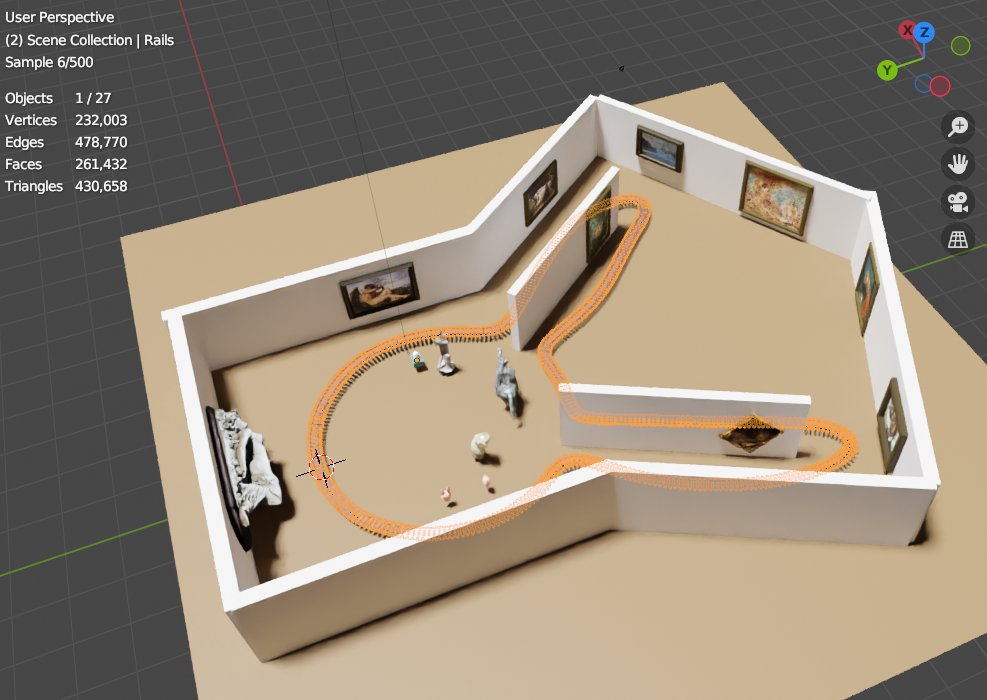 User Perspective
(2) Scene Collection | Rails
Sample 6/500
Objects 1 / 27
Vertices 232,003
Edges 478,770
Faces 261,432
Triangles 430,658
X Z
Y